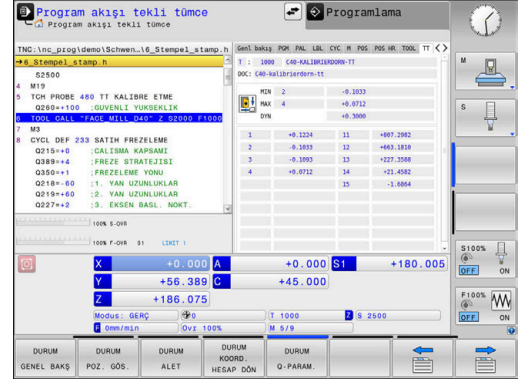 Program akışı tekli tümce
Program akışı tekli tümce
Programlama
TNC:\nc_prog\demo\Schwen…\6_Stempel_stamp.h
→6_Stempel_stamp.h
S2500
4 M19
5 TCH PROBE 480 TT KALIBRE ETME
Q260=+100 ;GUVENLI YUKSEKLIK
6 TOOL CALL "FACE_MILL_D40" Z S2000 F1000
7 M3
8 CYCL DEF 233 SATIH FREZELEME
Q215=+0 ;CALISMA KAPSAMI
Q389=+4 ;FREZE STRATEJISI
Q350=+1 ;FREZELEME YONU
Q218=-60 ;1. YAN UZUNLUKLAR
Q219=+60 ;2. YAN UZUNLUKLAR
Q227=+2 ;3. EKSEN BASL. NOKT.
Genl bakış PGM PAL LBL CYC M POS POS HR TOOL TT
T : 1000 C40-KALIBRIERDORN-TT
DOC: C40-kalibrierdorn-tt
MIN 2 -0.1033
MAX 4 +0.0712
DYN +0.3000
1 +0.1224 11 +807.2982
2 -0.1033 12 +663.1810
3 -0.1093 13 +227.3588
4 +0.0712 14 +21.4582
15 -1.6864
100% S-OVR
100% F-OVR S1 LIMIT 1
X +0.000 A +0.000 S1 +180.005
Y +56.389 C +45.000
Z +186.075
Modus: GERÇ 0 T 1000 Z S 2500
F 0mm/min Ovr 100% M 5/9
M
S
S100%
OFF ON
F100%
OFF ON
DURUM GENEL BAKŞ
DURUM POZ. GÖS.
DURUM ALET
DURUM KOORD. HESAP DÖN
DURUM Q-PARAM.